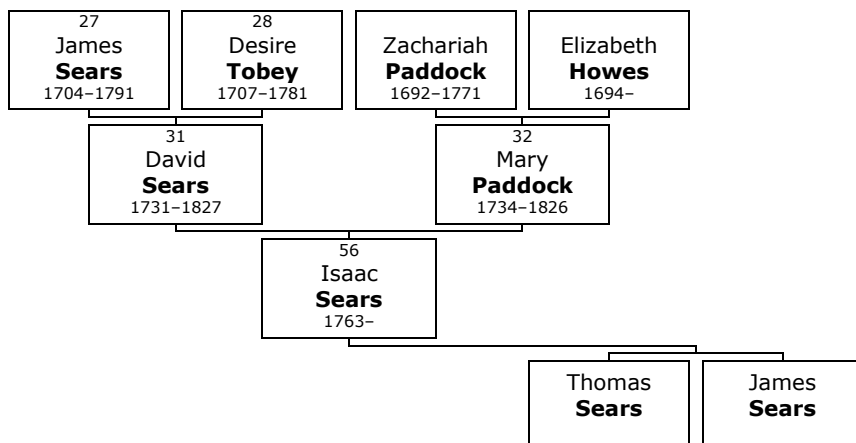 27
James
Sears
1704–1791
28
Desire
Tobey
1707–1781
Zachariah
Paddock
1692–1771
Elizabeth
Howes
1694–
31
David
Sears
1731–1827
32
Mary
Paddock
1734–1826
56
Isaac
Sears
1763–
Thomas
Sears
James
Sears